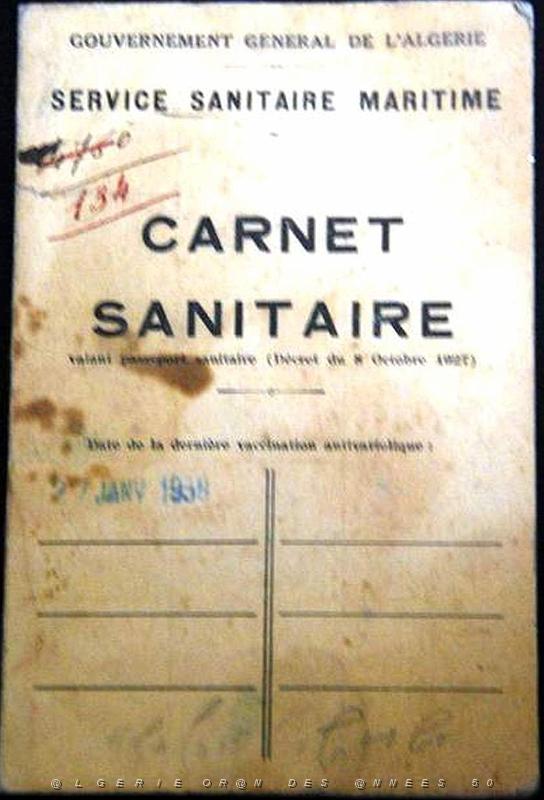 GOUVERNEMENT GENERAL DE L'ALGERIE
SERVICE SANITAIRE MARITIME
134
CARNET
SANITAIRE
valant passeport sanitaire (Décret du 8 Octobre 1927)
Date de la dernière vaccination antivariolique :
27 JANV 1938
@LGERIE OR@N DES @NNEES 50